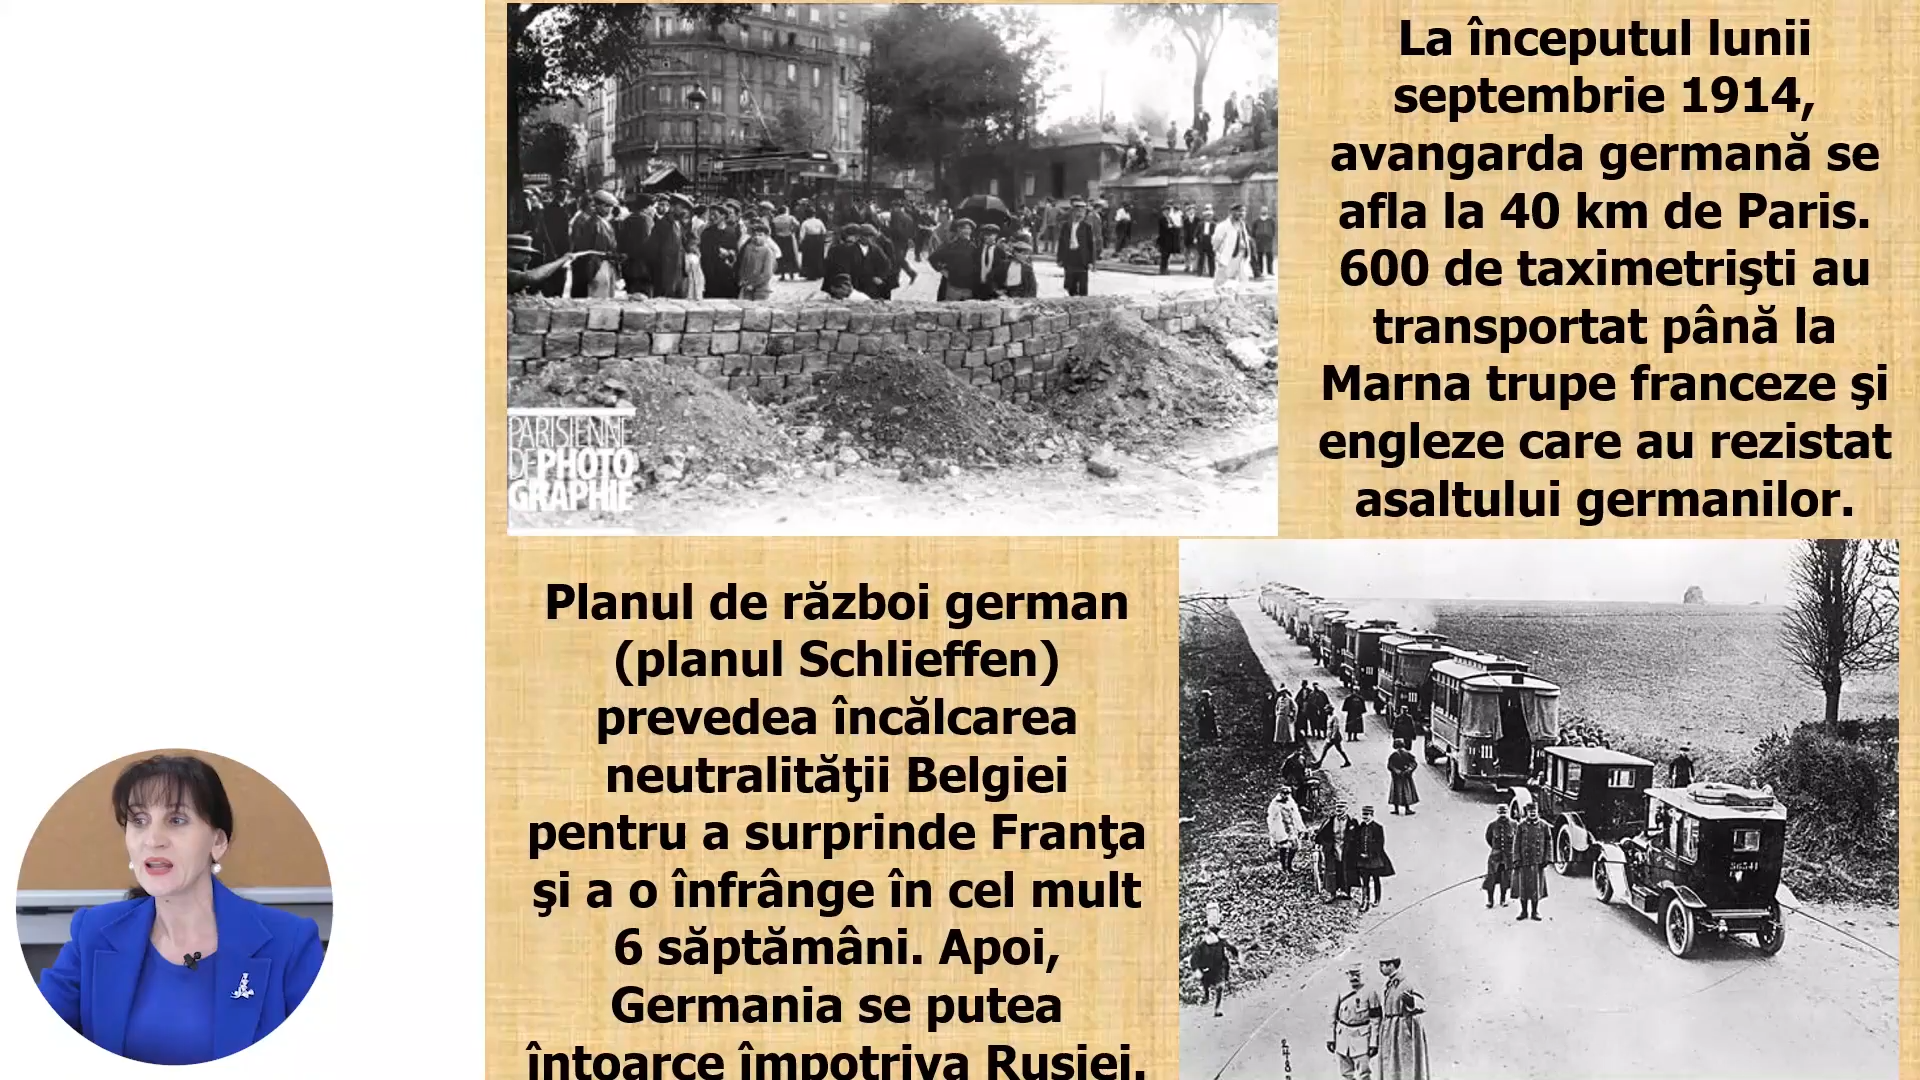 La începutul lunii
septembrie 1914,
avangarda germană se
afla la 40 km de Paris.
600 de taximetrişti au
transportat până la
Marna trupe franceze şi
engleze care au rezistat
asaltului germanilor.
PARISIENNE
DEPHOTO
GRAPHIE
Planul de război german
(planul Schlieffen)
prevedea încălcarea
neutralităţii Belgiei
pentru a surprinde Franţa
şi a o înfrânge în cel mult
6 săptămâni. Apoi,
Germania se putea
întoarce împotriva Rusiei.